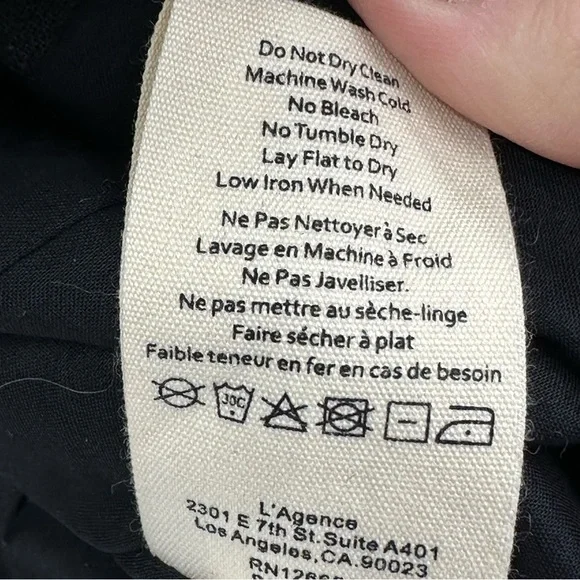 Do Not Dry Clean
Machine Wash Cold
No Bleach
No Tumble Dry
Lay Flat to Dry
Low Iron When Needed
Ne Pas Nettoyer à Sec
Lavage en Machine à Froid
Ne Pas Javelliser.
Ne pas mettre au sèche-linge
Faire sécher à plat
Faible teneur en fer en cas de besoin
30C
L'Agence
2301 E 7th St. Suite A401
Los Angeles, CA. 90023